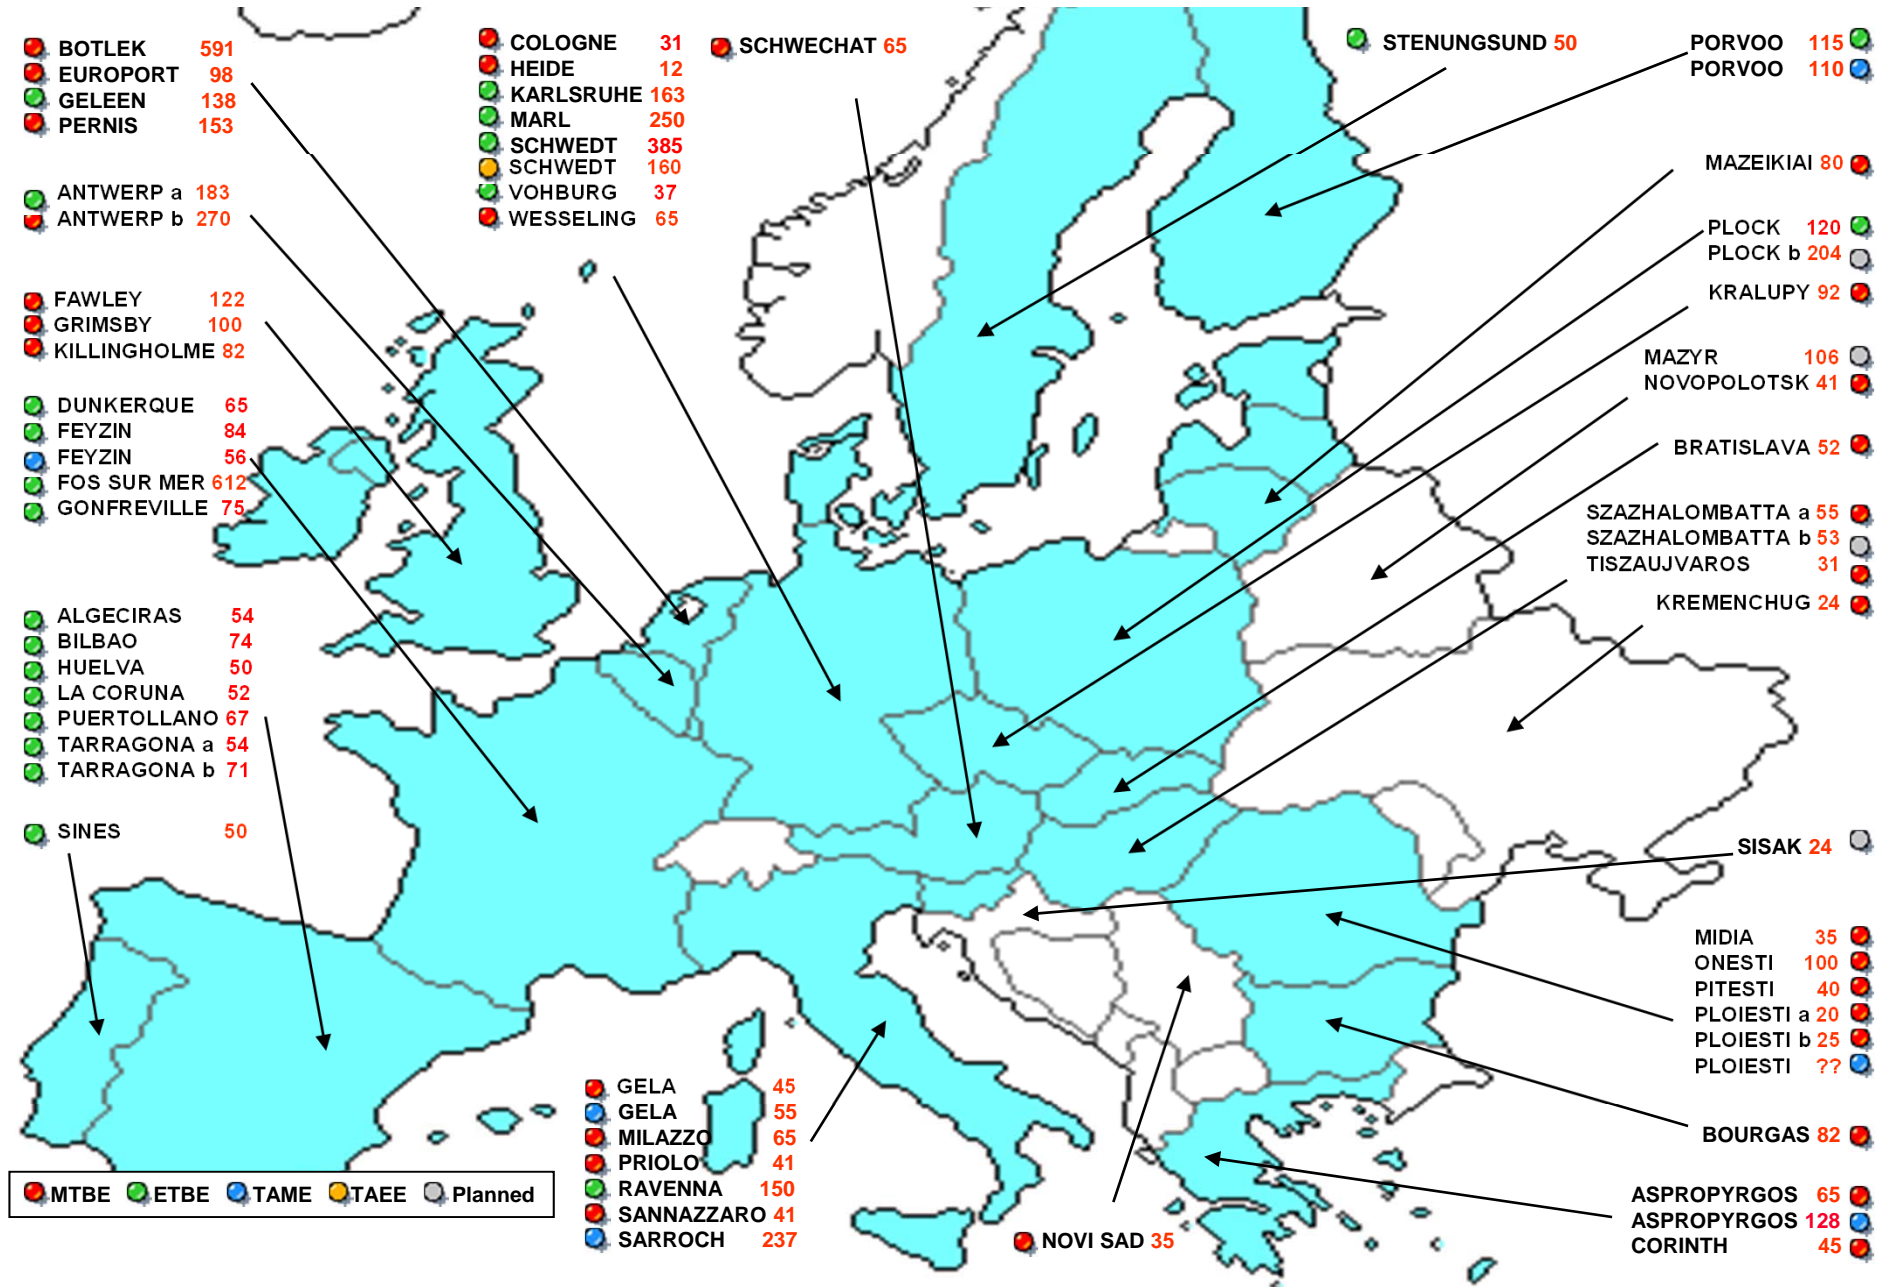 BOTLEK 591
EUROPORT 98
GELEEN 138
PERNIS 153
ANTWERP a 183
ANTWERP b 270
FAWLEY 122
GRIMSBY 100
KILLINGHOLME 82
DUNKERQUE 65
FEYZIN 84
FEYZIN 56
FOS SUR MER 612
GONFREVILLE 75
ALGECIRAS 54
BILBAO 74
HUELVA 50
LA CORUNA 52
PUERTOLLANO 67
TARRAGONA a 54
TARRAGONA b 71
SINES 50
COLOGNE 31
HEIDE 12
KARLSRUHE 163
MARL 250
SCHWEDT 385
SCHWEDT 160
VOHBURG 37
WESSELING 65
SCHWECHAT 65
STENUNGSUND 50
PORVOO 115
PORVOO 110
MAZEIKIAI 80
PLOCK 120
PLOCK b 204
KRALUPY 92
MAZYR 106
NOVOPOLOTSK 41
BRATISLAVA 52
SZAZHALOMBATTA a 55
SZAZHALOMBATTA b 53
TISZAUJVAROS 31
KREMENCHUG 24
SISAK 24
MIDIA 35
ONESTI 100
PITESTI 40
PLOIESTI a 20
PLOIESTI b 25
PLOIESTI ??
BOURGAS 82
ASPROPYRGOS 65
ASPROPYRGOS 128
CORINTH 45
GELA 45
GELA 55
MILAZZO 65
PRIOLO 41
RAVENNA 150
SANNAZZARO 41
SARROCH 237
NOVI SAD 35
MTBE ETBE TAME TAEE Planned